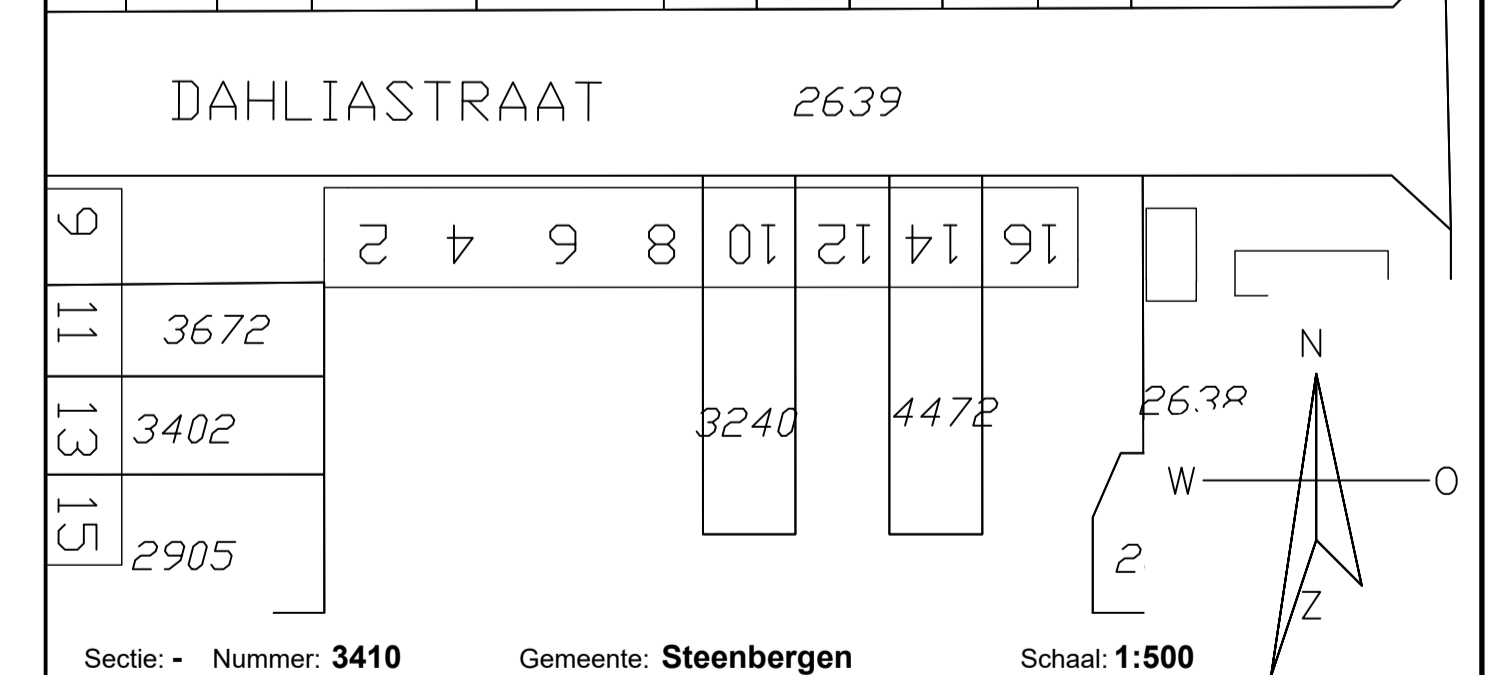 DAHLIASTRAAT 2639
9
2 4 6 8 10 12 14 16
11 3672
N
13 3402 3240 4472 2638
W O
15 2905
Z
Sectie: - Nummer: 3410 Gemeente: Steenbergen Schaal: 1:500